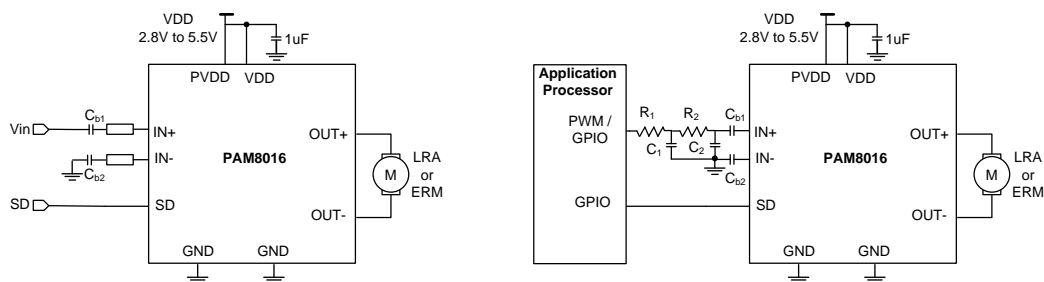 VDD
2.8V to 5.5V
1uF
PVDD
VDD
Cb1
Vin
IN+
OUT+
IN-
PAM8016
Cb2
M
LRA
or
ERM
SD
SD
OUT-
GND
GND
VDD
2.8V to 5.5V
1uF
Application
Processor
PVDD
VDD
PWM /
GPIO
R1
R2
Cb1
IN+
OUT+
C1
C2
IN-
PAM8016
Cb2
M
LRA
or
ERM
GPIO
SD
OUT-
GND
GND